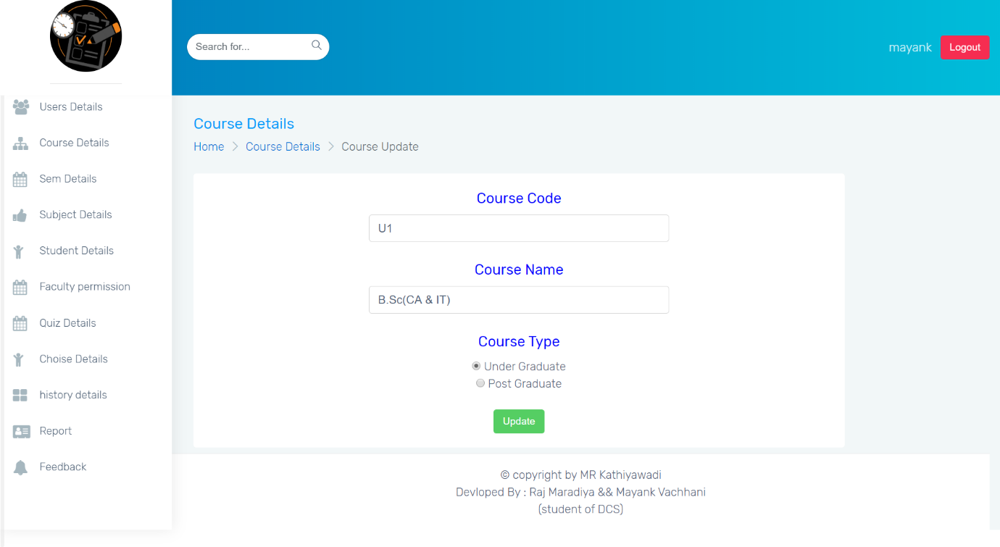 Search for...
mayank
Logout
Users Details
Course Details
Sem Details
Subject Details
Student Details
Faculty permission
Quiz Details
Choise Details
history details
Report
Feedback
Course Details
Home > Course Details > Course Update
Course Code
U1
Course Name
B.Sc(CA & IT)
Course Type
Under Graduate
Post Graduate
Update
© copyright by MR Kathiyawadi
Devloped By : Raj Maradiya && Mayank Vachhani
(student of DCS)